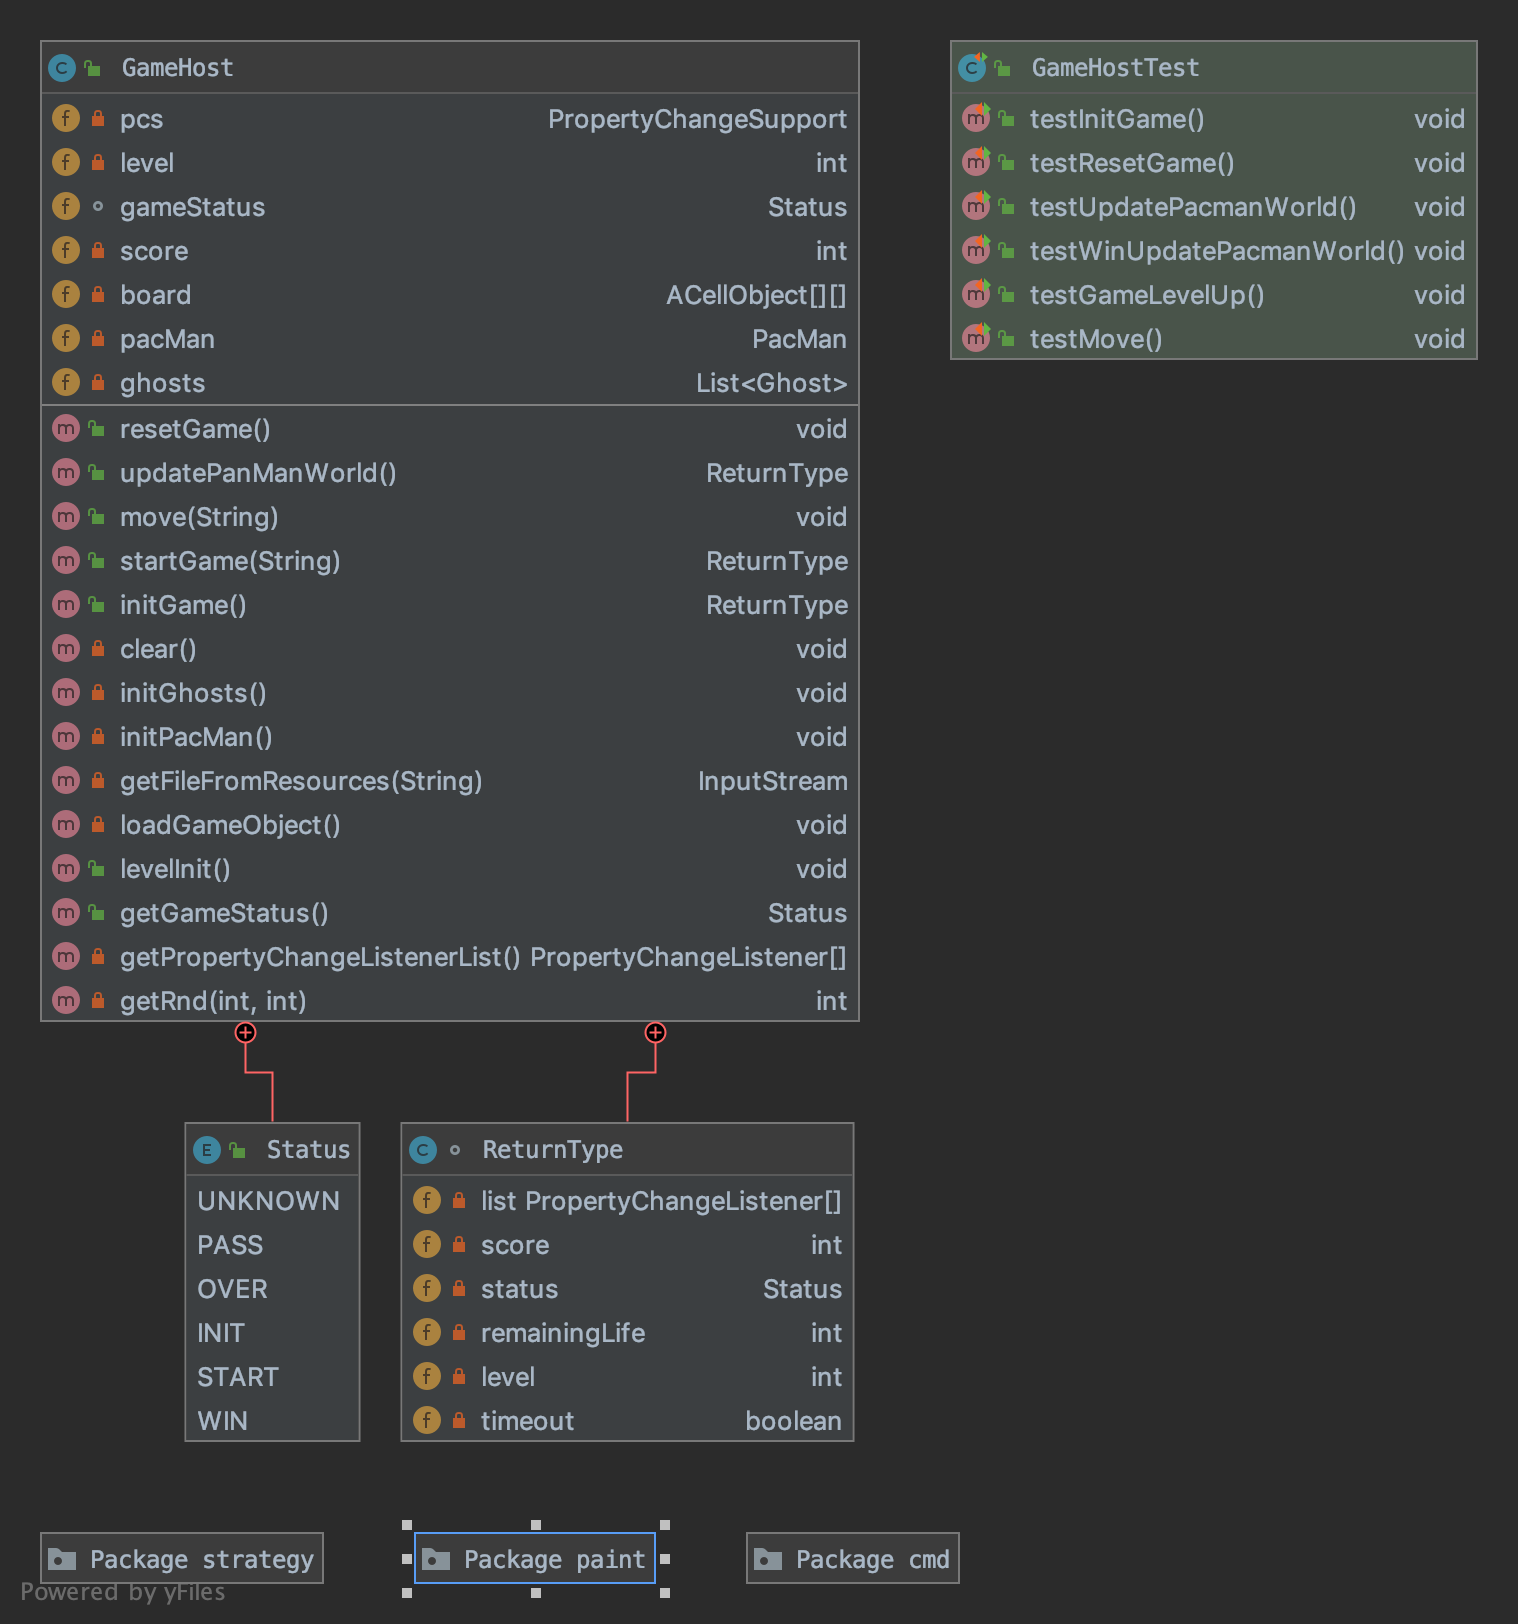 GameHost
pcs PropertyChangeSupport
level int
gameStatus Status
score int
board ACellObject[][]
pacMan PacMan
ghosts List<Ghost>
resetGame() void
updatePanManWorld() ReturnType
move(String) void
startGame(String) ReturnType
initGame() ReturnType
clear() void
initGhosts() void
initPacMan() void
getFileFromResources(String) InputStream
loadGameObject() void
levelInit() void
getGameStatus() Status
getPropertyChangeListenerList() PropertyChangeListener[]
getRnd(int, int) int
GameHostTest
testInitGame() void
testResetGame() void
testUpdatePacmanWorld() void
testWinUpdatePacmanWorld() void
testGameLevelUp() void
testMove() void
Status
UNKNOWN
PASS
OVER
INIT
START
WIN
ReturnType
list PropertyChangeListener[]
score int
status Status
remainingLife int
level int
timeout boolean
Package strategy
Package paint
Package cmd
Powered by yFiles